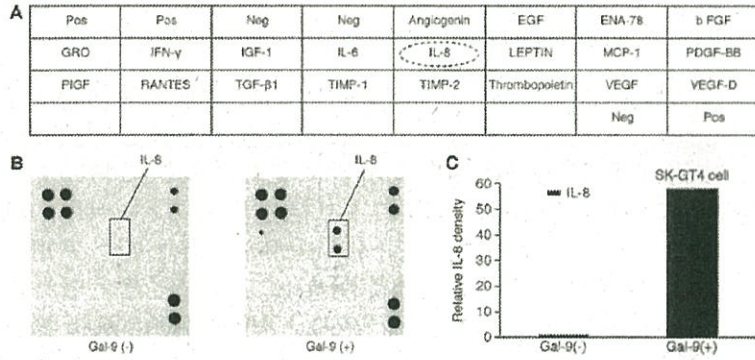 A
Pos Pos Neg Neg Angiogenin EGF ENA-78 b FGF
GRO IFN-γ IGF-1 IL-6 IL-8 LEPTIN MCP-1 PDGF-BB
PIGF RANTES TGF-β1 TIMP-1 TIMP-2 Thrombopoietin VEGF VEGF-D
Neg Pos
B
IL-8 IL-8
Gal-9 (-) Gal-9 (+)
C
SK-GT4 cell
IL-8
Relative IL-8 density
60
50
40
30
20
10
0
Gal-9(-) Gal-9(+)